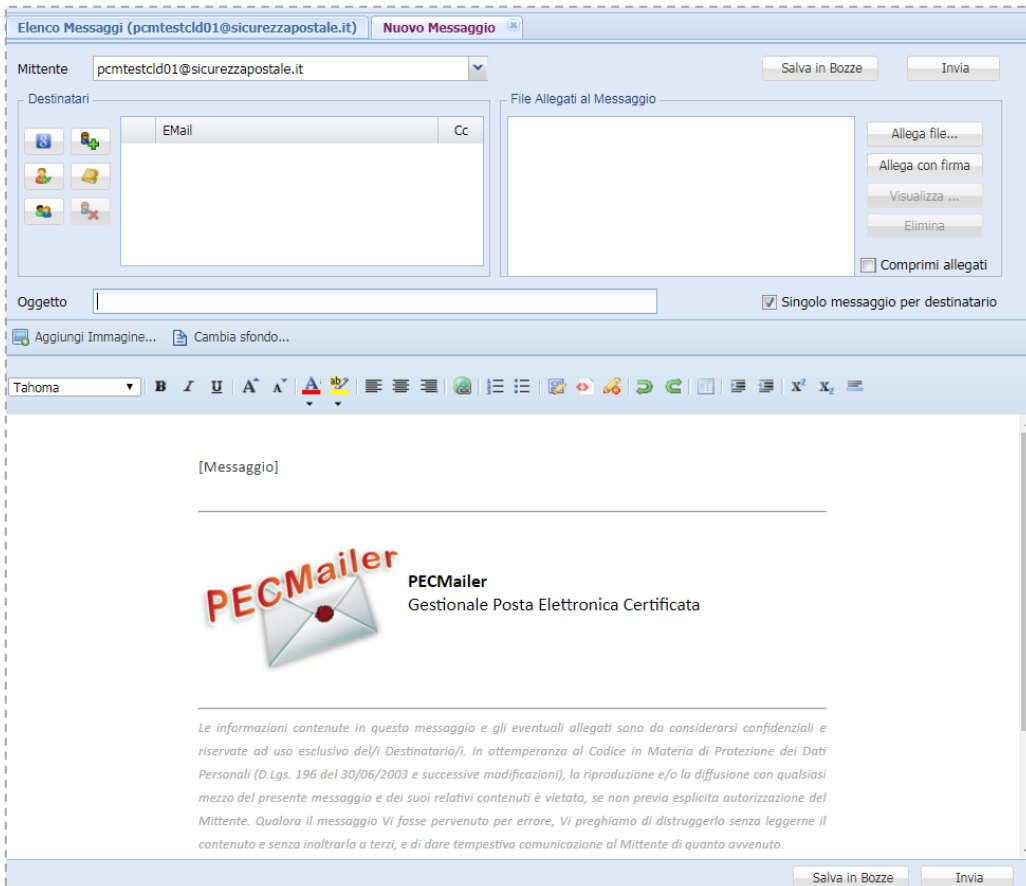 Elenco Messaggi (pcmtestcld01@sicurezzapostale.it)
Nuovo Messaggio
Mittente
pcmtestcld01@sicurezzapostale.it
Salva in Bozze
Invia
Destinatari
EMail
Cc
File Allegati al Messaggio
Allega file...
Allega con firma
Visualizza ...
Elimina
Comprimi allegati
Oggetto
Singolo messaggio per destinatario
Aggiungi Immagine...
Cambia sfondo...
Tahoma
[Messaggio]
PECMailer
PECMailer
Gestionale Posta Elettronica Certificata
Le informazioni contenute in questo messaggio e gli eventuali allegati sono da considerarsi confidenziali e
riservate ad uso esclusivo del/i Destinatario/i. In ottemperanza al Codice in Materia di Protezione dei Dati
Personali (D.Lgs. 196 del 30/06/2003 e successive modificazioni), la riproduzione e/o la diffusione con qualsiasi
mezzo del presente messaggio e dei suoi relativi contenuti è vietata, se non previa esplicita autorizzazione del
Mittente. Qualora il messaggio Vi fosse pervenuto per errore, Vi preghiamo di distruggerlo senza leggerne il
contenuto e senza inoltrarlo a terzi, e di dare tempestiva comunicazione al Mittente di quanto avvenuto.
Salva in Bozze
Invia